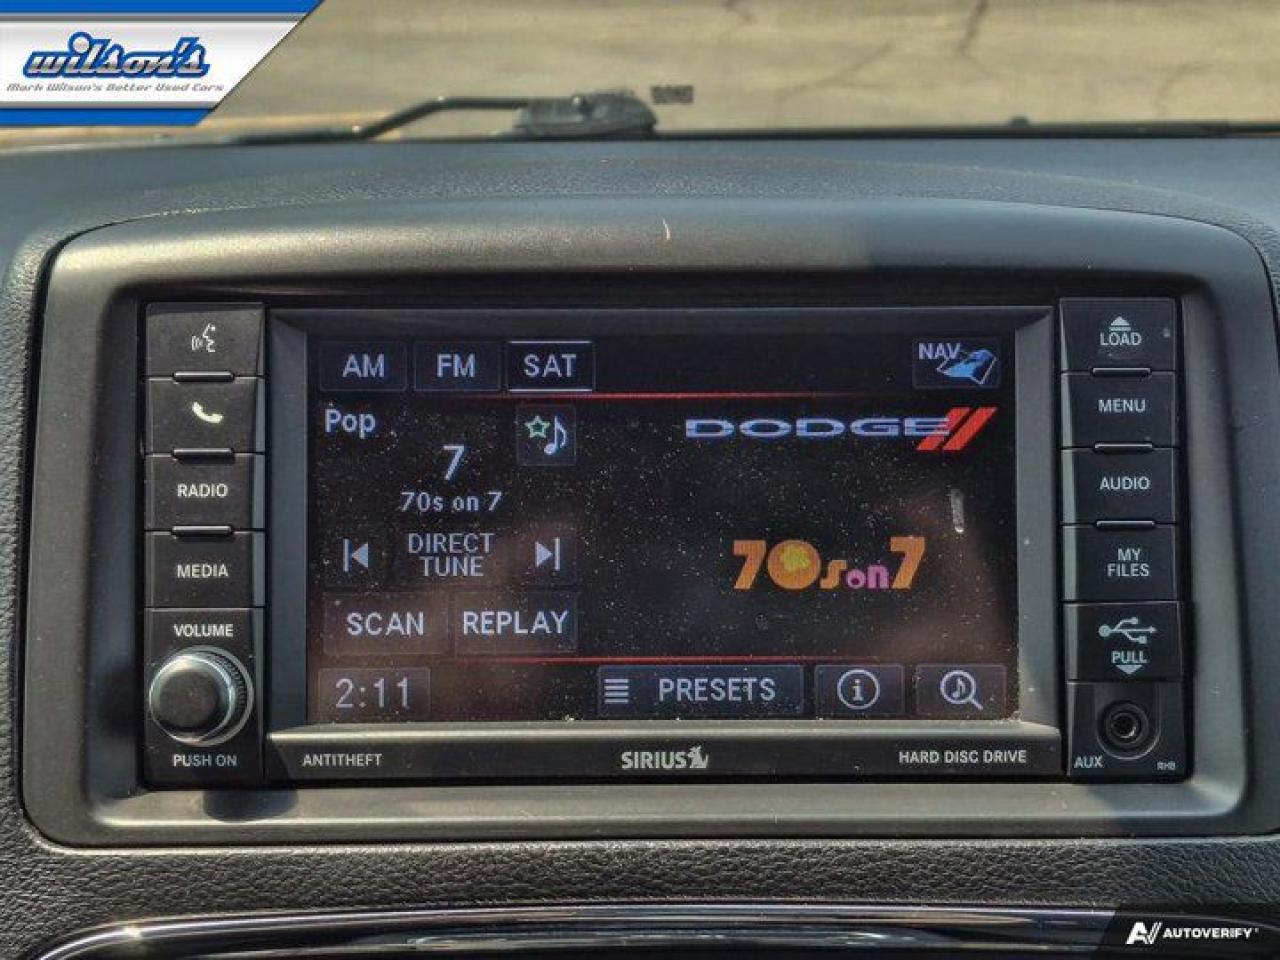 wilson's
Mark Wilson's Better Used Cars
AM FM SAT NAV
Pop
DODGE
7
70s on 7
DIRECT
TUNE
70s on 7
SCAN REPLAY
2:11 PRESETS
RADIO
MEDIA
VOLUME
PUSH ON
LOAD
MENU
AUDIO
MY
FILES
PULL
AUX
RHB
ANTITHEFT SIRIUS HARD DISC DRIVE
AUTOVERIFY